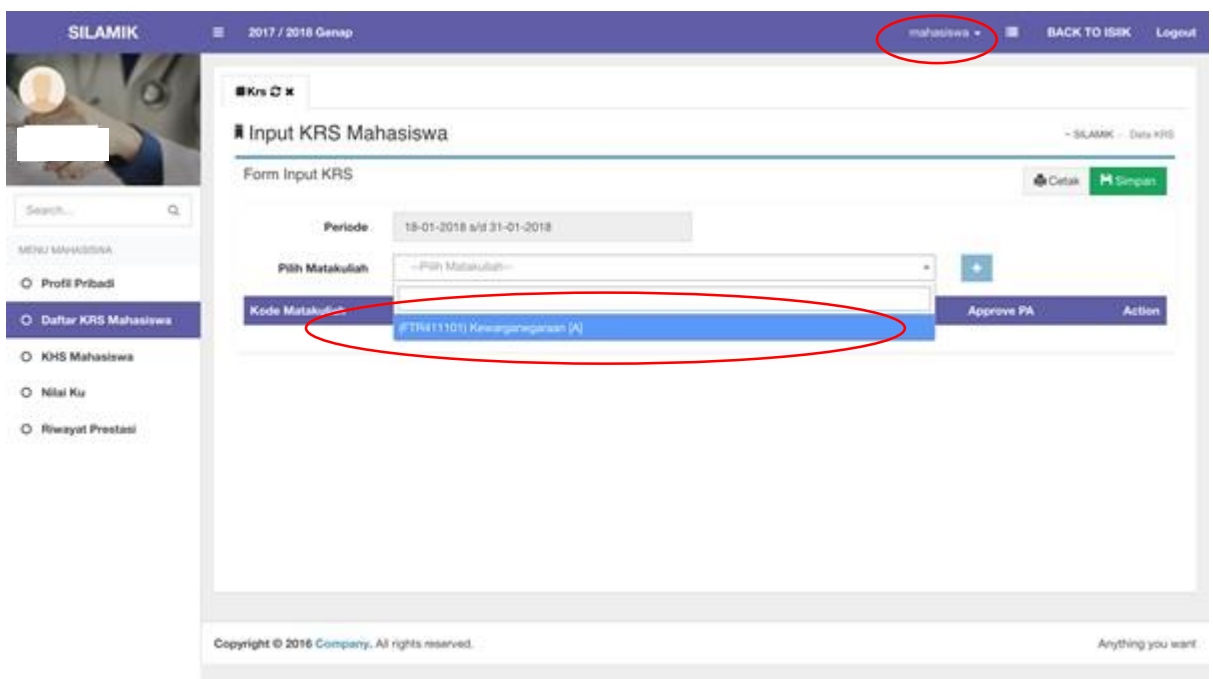 SILAMIK
2017 / 2018 Genap
mahasiswa
BACK TO ISIIK
Logout
Krs
Input KRS Mahasiswa
~ SILAMIK - Data KRS
Form Input KRS
Cetak
Simpan
Search...
Periode
18-01-2018 s/d 31-01-2018
MENU MAHASISWA
Pilih Matakuliah
--Pilih Matakuliah--
+
Profil Pribadi
Kode Matakuliah
Approve PA
Action
Daftar KRS Mahasiswa
(FTR411101) Kewarganegaraan [A]
KHS Mahasiswa
Nilai Ku
Riwayat Prestasi
Copyright © 2016 Company. All rights reserved.
Anything you want